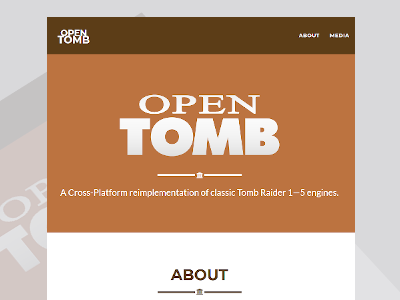 OPEN
TOMB
ABOUT MEDIA
OPEN
TOMB
A Cross-Platform reimplementation of classic Tomb Raider 1—5 engines.
OPEN
TOMB
ABOUT